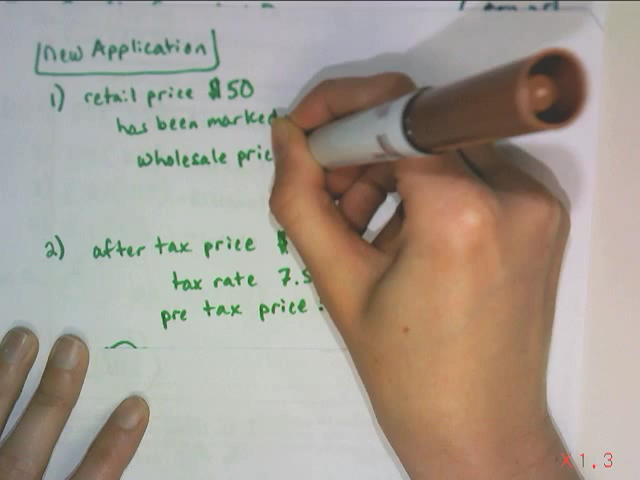 New Application
1) retail price $50
has been marked
wholesale
2) after tax price $
tax rate 7.5
pre tax price
X1.3